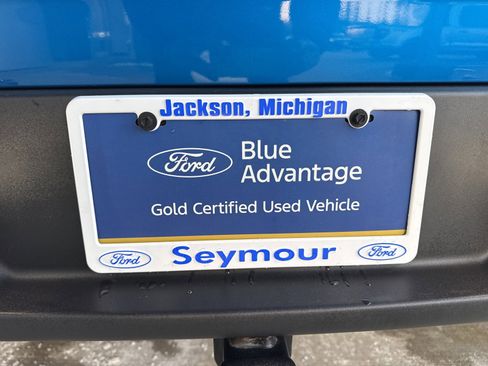 Jackson, Michigan
Ford
Blue
Advantage
Gold Certified Used Vehicle
Ford Seymour Ford